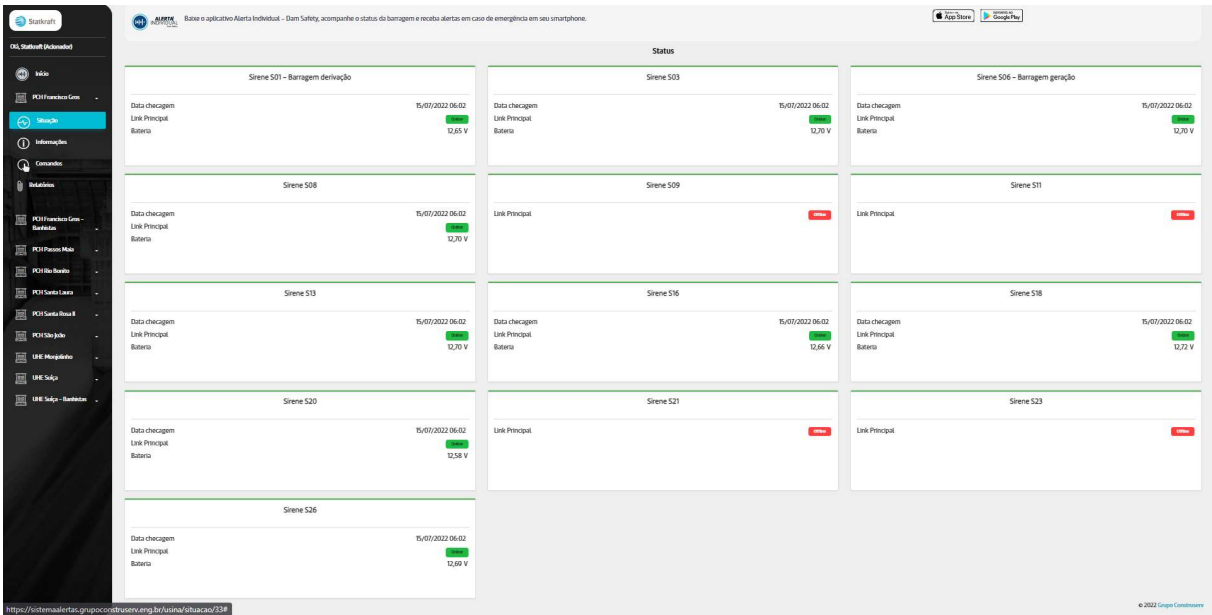 Statkraft
Olá, Statkraft (Acionador)
Início
PCH Francisco Gros
Situação
Informações
Comandos
Relatórios
PCH Francisco Gros –
Banhistas
PCH Passos Maia
PCH Rio Bonito
PCH Santa Laura
PCH Santa Rosa II
PCH São João
UHE Monjolinho
UHE Suíça
UHE Suíça – Banhistas
ALERTA
INDIVIDUAL
Baixe o aplicativo Alerta Individual – Dam Safety, acompanhe o status da barragem e receba alertas em caso de emergência em seu smartphone.
App Store
Google Play
Status
Sirene S01 – Barragem derivação
Data checagem 15/07/2022 06:02
Link Principal Online
Bateria 12,65 V
Sirene S03
Data checagem 15/07/2022 06:02
Link Principal Online
Bateria 12,70 V
Sirene S06 – Barragem geração
Data checagem 15/07/2022 06:02
Link Principal Online
Bateria 12,70 V
Sirene S08
Data checagem 15/07/2022 06:02
Link Principal Online
Bateria 12,70 V
Sirene S09
Link Principal Offline
Sirene S11
Link Principal Offline
Sirene S13
Data checagem 15/07/2022 06:02
Link Principal Online
Bateria 12,70 V
Sirene S16
Data checagem 15/07/2022 06:02
Link Principal Online
Bateria 12,66 V
Sirene S18
Data checagem 15/07/2022 06:02
Link Principal Online
Bateria 12,72 V
Sirene S20
Data checagem 15/07/2022 06:02
Link Principal Online
Bateria 12,58 V
Sirene S21
Link Principal Offline
Sirene S23
Link Principal Offline
Sirene S26
Data checagem 15/07/2022 06:02
Link Principal Online
Bateria 12,69 V
https://sistemaalertas.grupoconstruserv.eng.br/usina/situacao/33#
© 2022 Grupo Construserv